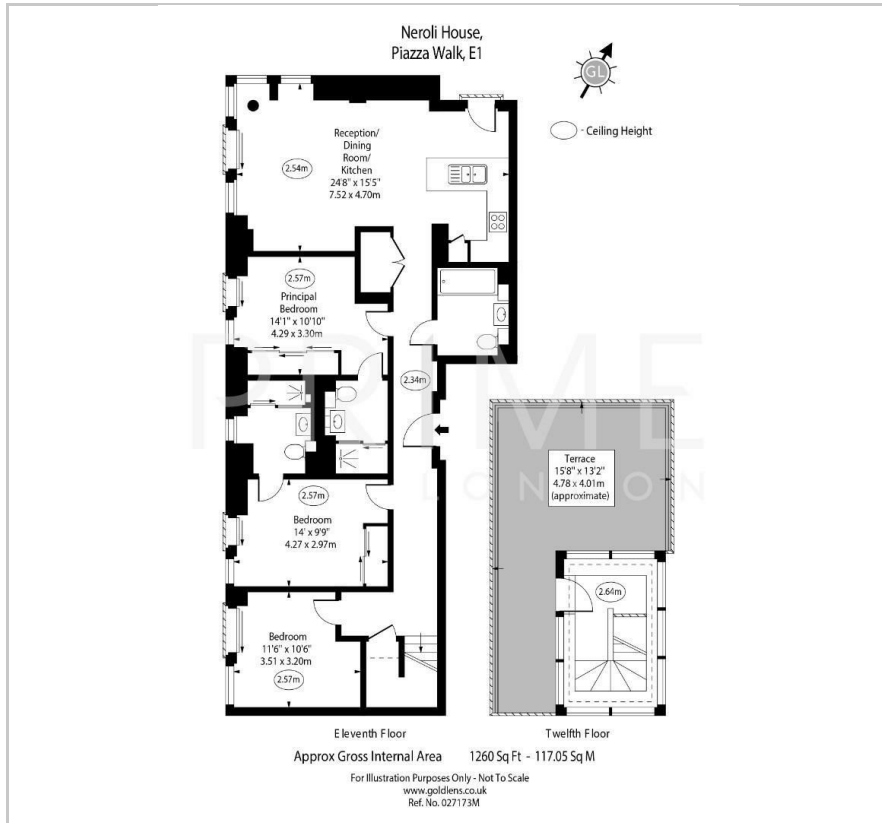 Neroli House,
Piazza Walk, E1
GL
- Ceiling Height
Reception/
Dining
Room/
Kitchen
24'8" x 15'5"
7.52 x 4.70m
2.54m
2.57m
Principal
Bedroom
14'1" x 10'10"
4.29 x 3.30m
2.34m
PRIME
LONDON
2.57m
Bedroom
14' x 9'9"
4.27 x 2.97m
Bedroom
11'6" x 10'6"
3.51 x 3.20m
2.57m
Terrace
15'8" x 13'2"
4.78 x 4.01m
(approximate)
2.64m
Eleventh Floor
Twelfth Floor
Approx Gross Internal Area 1260 Sq Ft - 117.05 Sq M
For Illustration Purposes Only - Not To Scale
www.goldlens.co.uk
Ref. No. 027173M